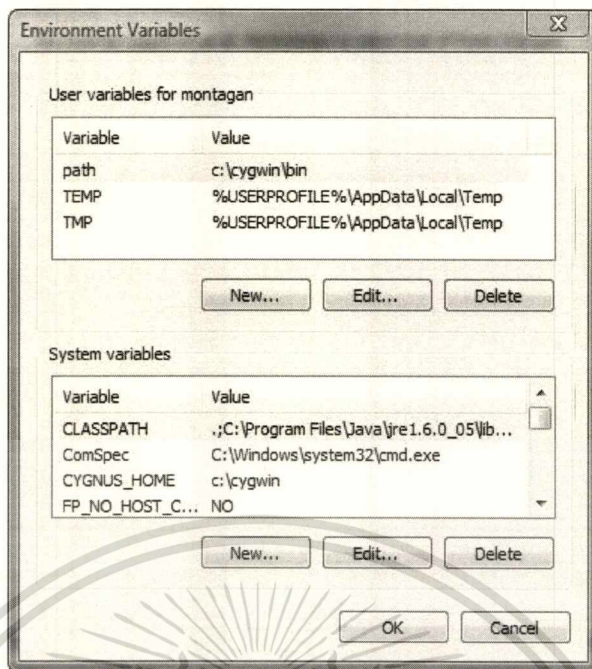 Environment Variables
User variables for montagan
Variable Value
path c:\cygwin\bin
TEMP %USERPROFILE%\AppData\Local\Temp
TMP %USERPROFILE%\AppData\Local\Temp
New... Edit... Delete
System variables
Variable Value
CLASSPATH .;C:\Program Files\Java\jre1.6.0_05\lib...
ComSpec C:\Windows\system32\cmd.exe
CYGNUS_HOME c:\cygwin
FP_NO_HOST_C... NO
New... Edit... Delete
OK Cancel